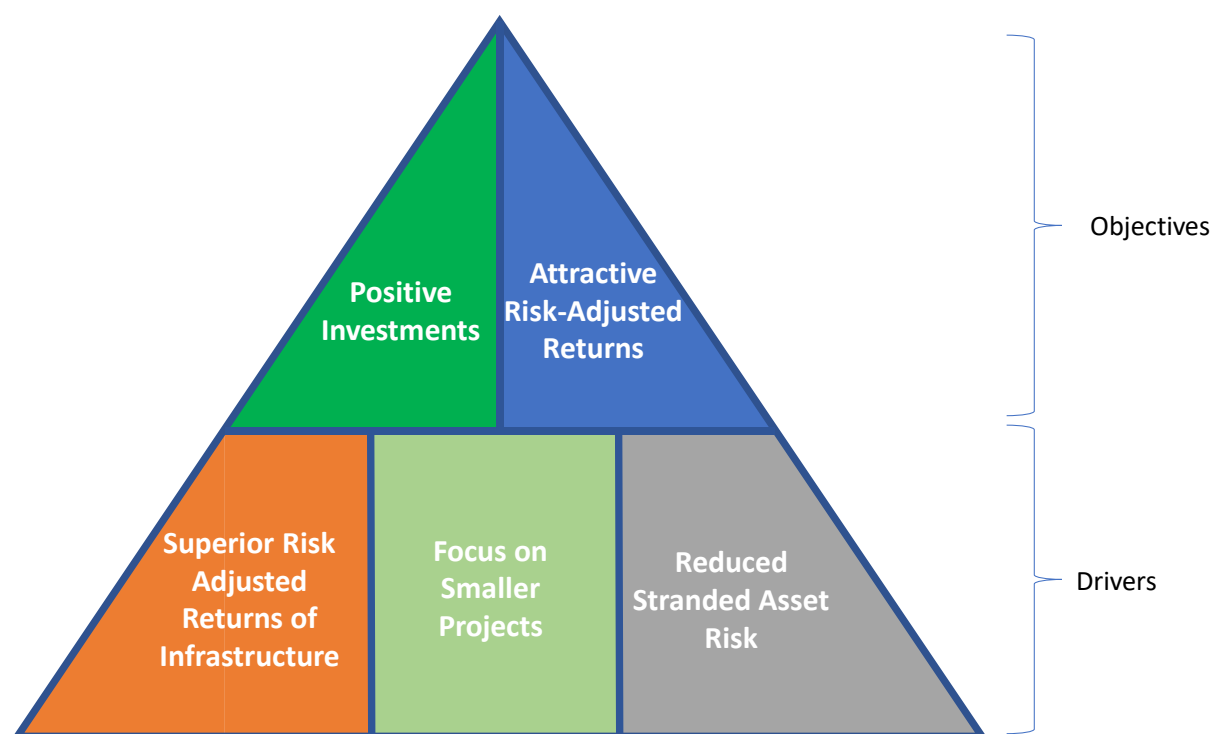 Positive
Investments
Attractive
Risk-Adjusted
Returns
Objectives
Superior Risk
Adjusted
Returns of
Infrastructure
Focus on
Smaller
Projects
Reduced
Stranded Asset
Risk
Drivers